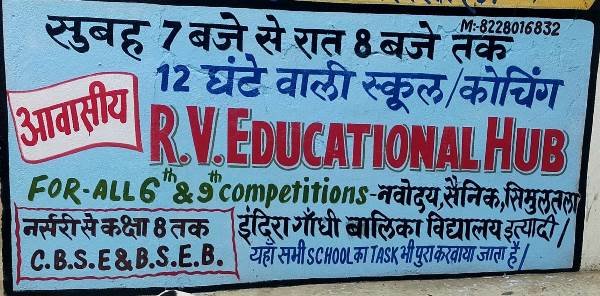 M:-8228016832
सुबह 7 बजे से रात 8 बजे तक
12 घंटे वाली स्कूल/कोचिंग
आवासीय
R.V. EDUCATIONAL HUB
FOR-ALL 6th & 9th competitions-नवोदय, सैनिक, सिमुलतला
नर्सरी से कक्षा 8 तक
C.B.S.E & B.S.E.B.
इंदिरा गाँधी बालिका विद्यालय इत्यादी/
यहाँ सभी SCHOOL का TASK भी पुरा करवाया जाता है/